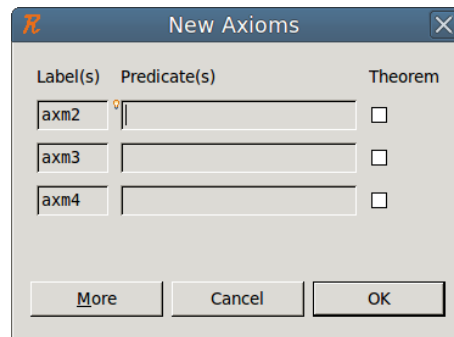 R New Axioms
Label(s) Predicate(s) Theorem
axm2
axm3
axm4
More Cancel OK